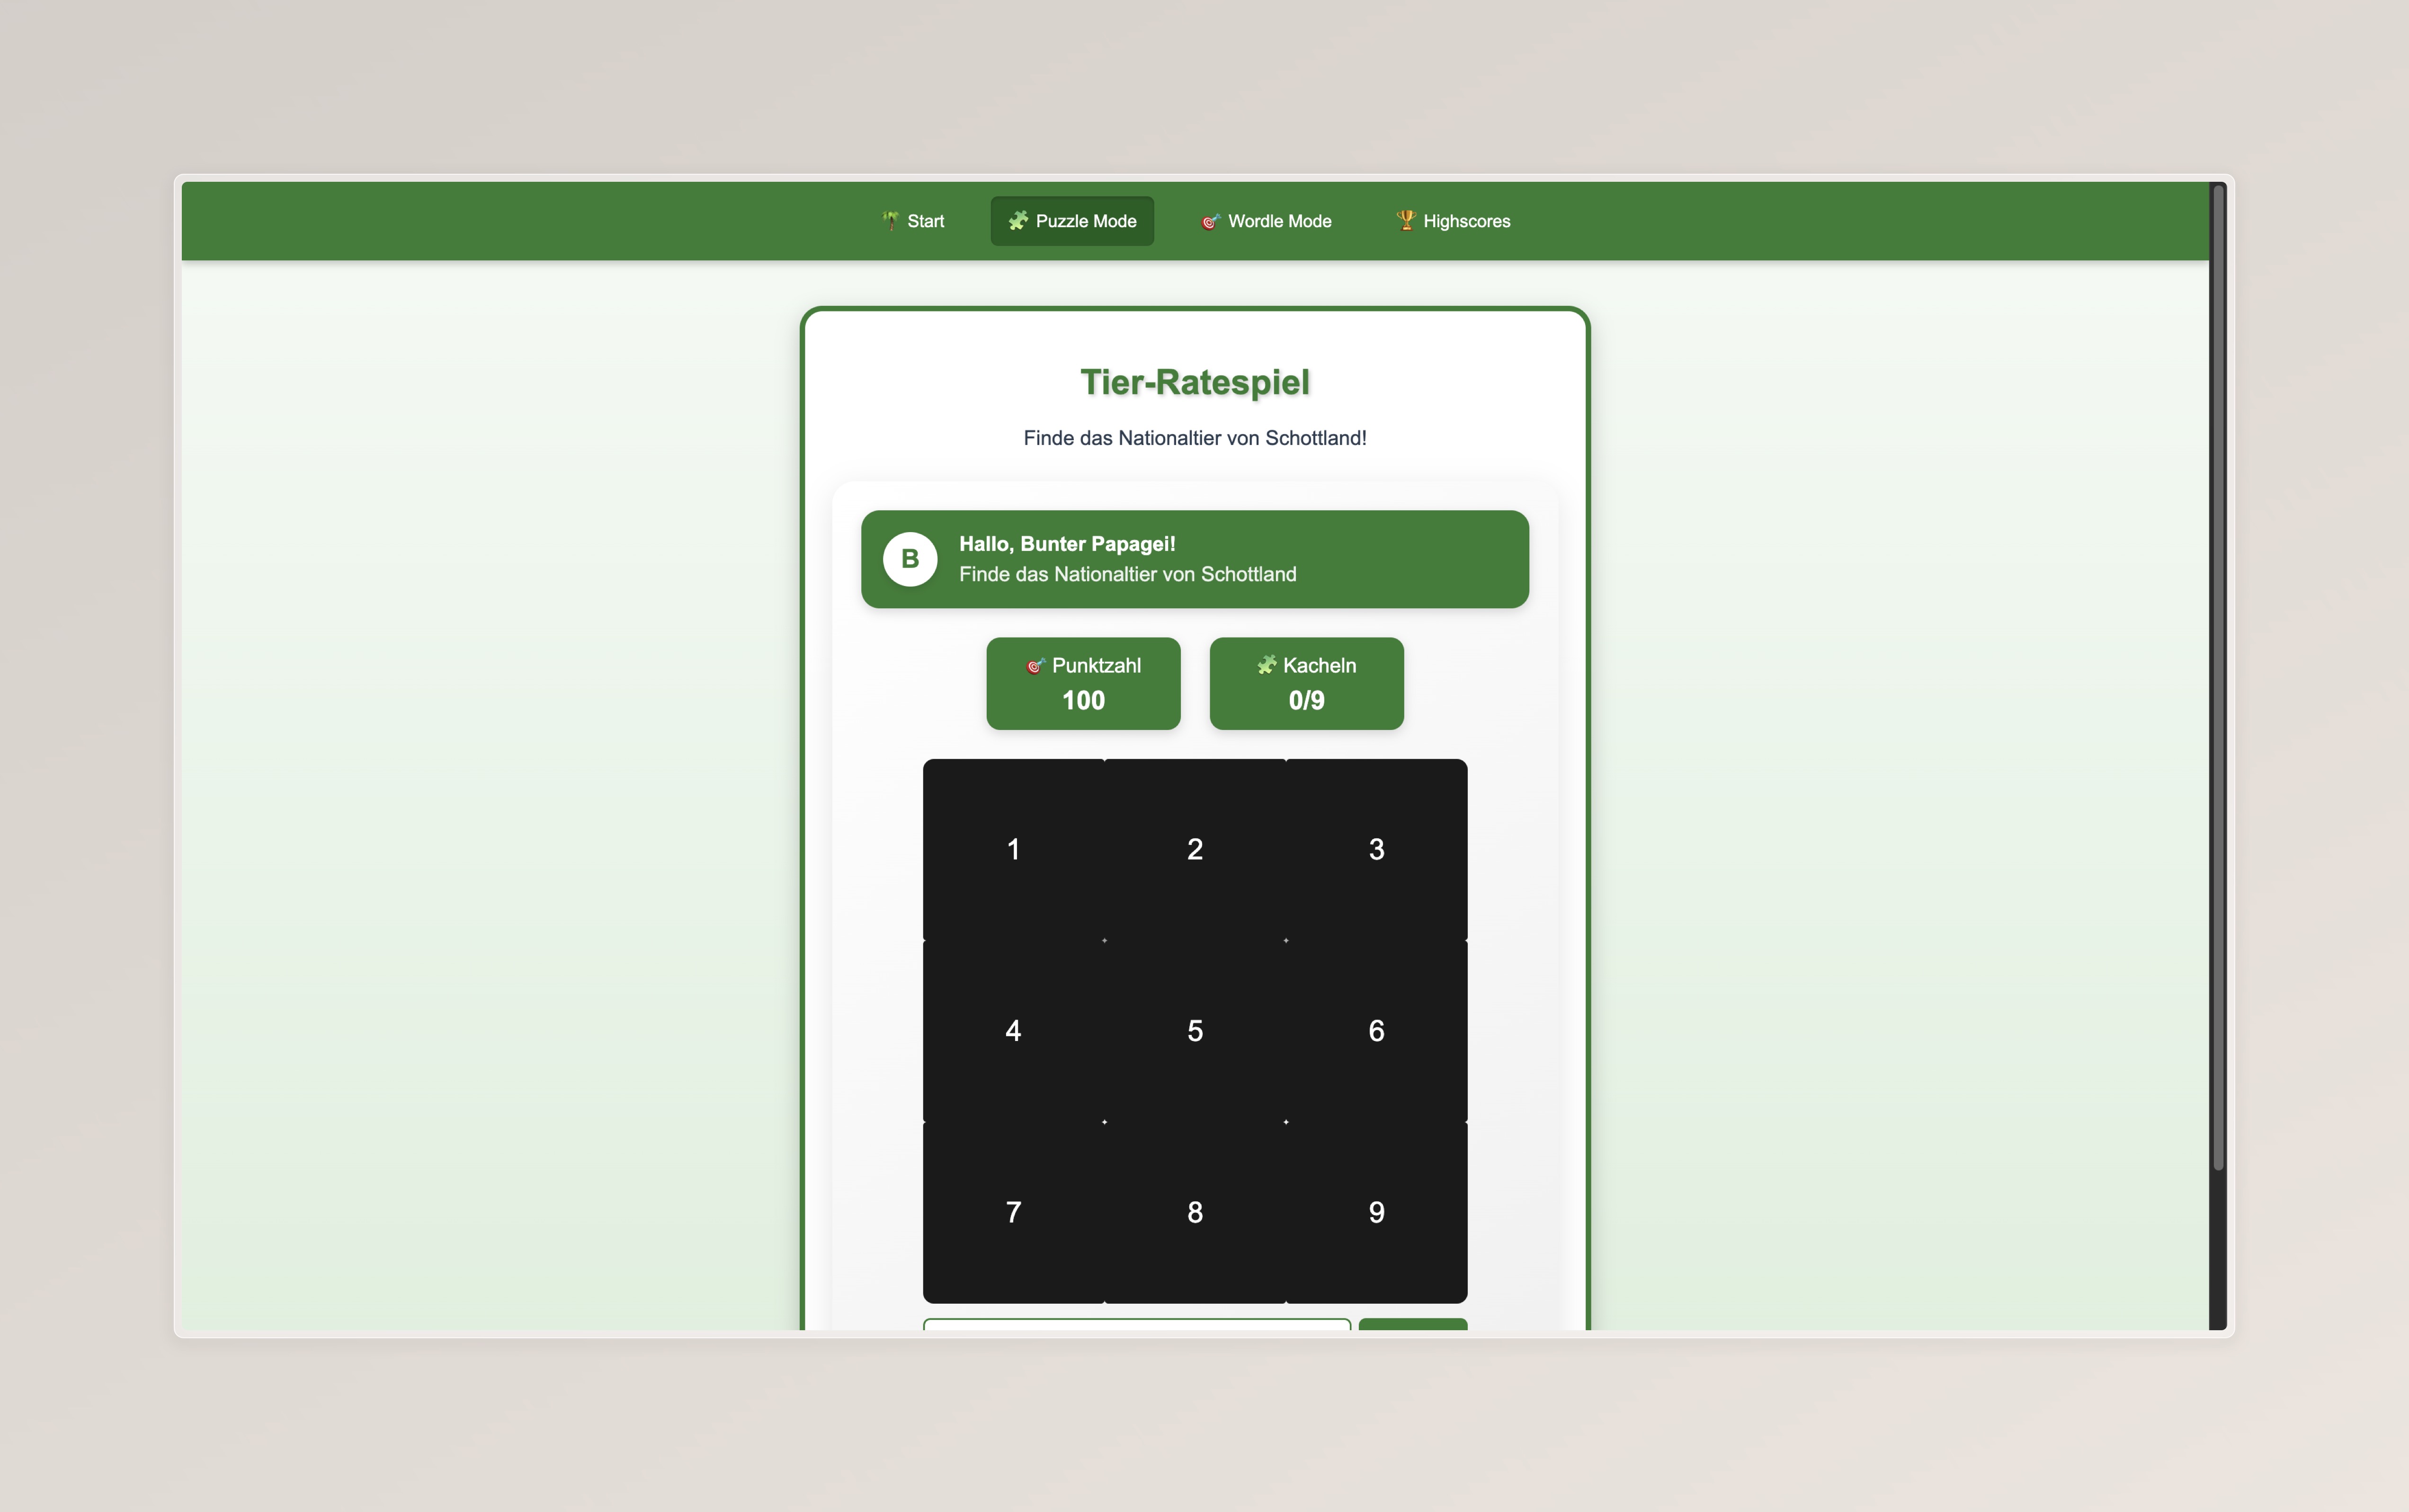 🌴 Start 🧩 Puzzle Mode 🎯 Wordle Mode 🏆 Highscores
Tier-Ratespiel
Finde das Nationaltier von Schottland!
B
Hallo, Bunter Papagei!
Finde das Nationaltier von Schottland
🎯 Punktzahl
100
🧩 Kacheln
0/9
1 2 3
4 5 6
7 8 9